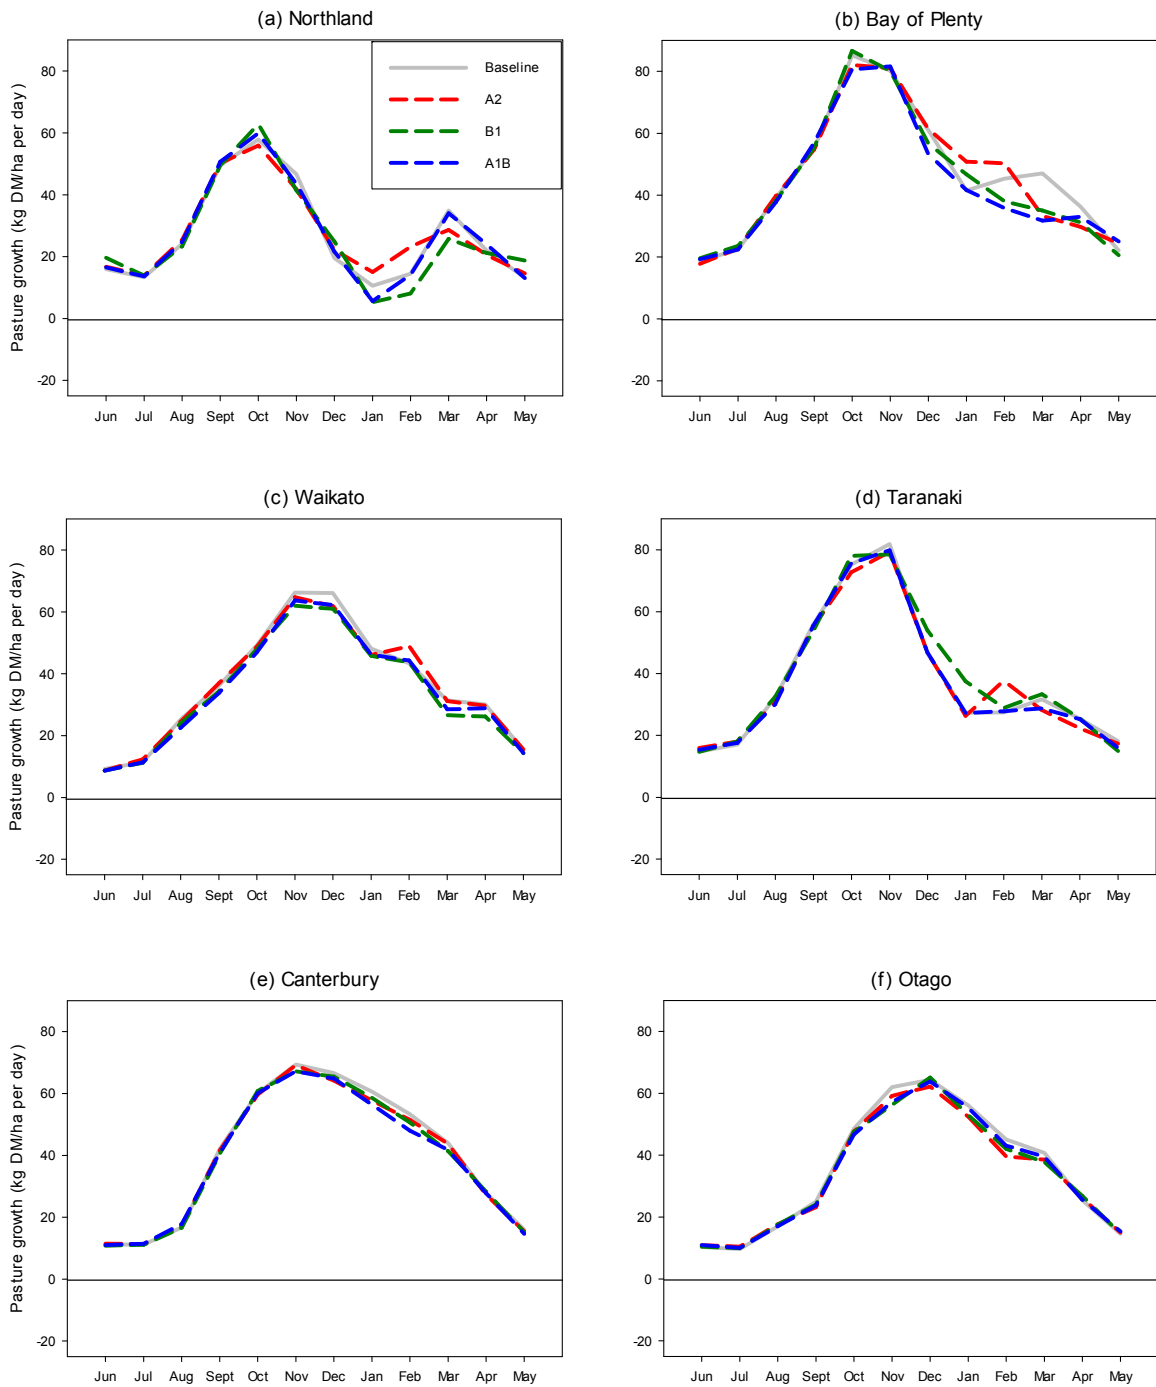 (a) Northland
Pasture growth (kg DM/ha per day)
80
60
40
20
0
-20
Baseline
A2
B1
A1B
Jun Jul Aug Sept Oct Nov Dec Jan Feb Mar Apr May
(b) Bay of Plenty
80
60
40
20
0
-20
Jun Jul Aug Sept Oct Nov Dec Jan Feb Mar Apr May
(c) Waikato
Pasture growth (kg DM/ha per day)
80
60
40
20
0
-20
Jun Jul Aug Sept Oct Nov Dec Jan Feb Mar Apr May
(d) Taranaki
80
60
40
20
0
-20
Jun Jul Aug Sept Oct Nov Dec Jan Feb Mar Apr May
(e) Canterbury
Pasture growth (kg DM/ha per day)
80
60
40
20
0
-20
Jun Jul Aug Sept Oct Nov Dec Jan Feb Mar Apr May
(f) Otago
80
60
40
20
0
-20
Jun Jul Aug Sept Oct Nov Dec Jan Feb Mar Apr May